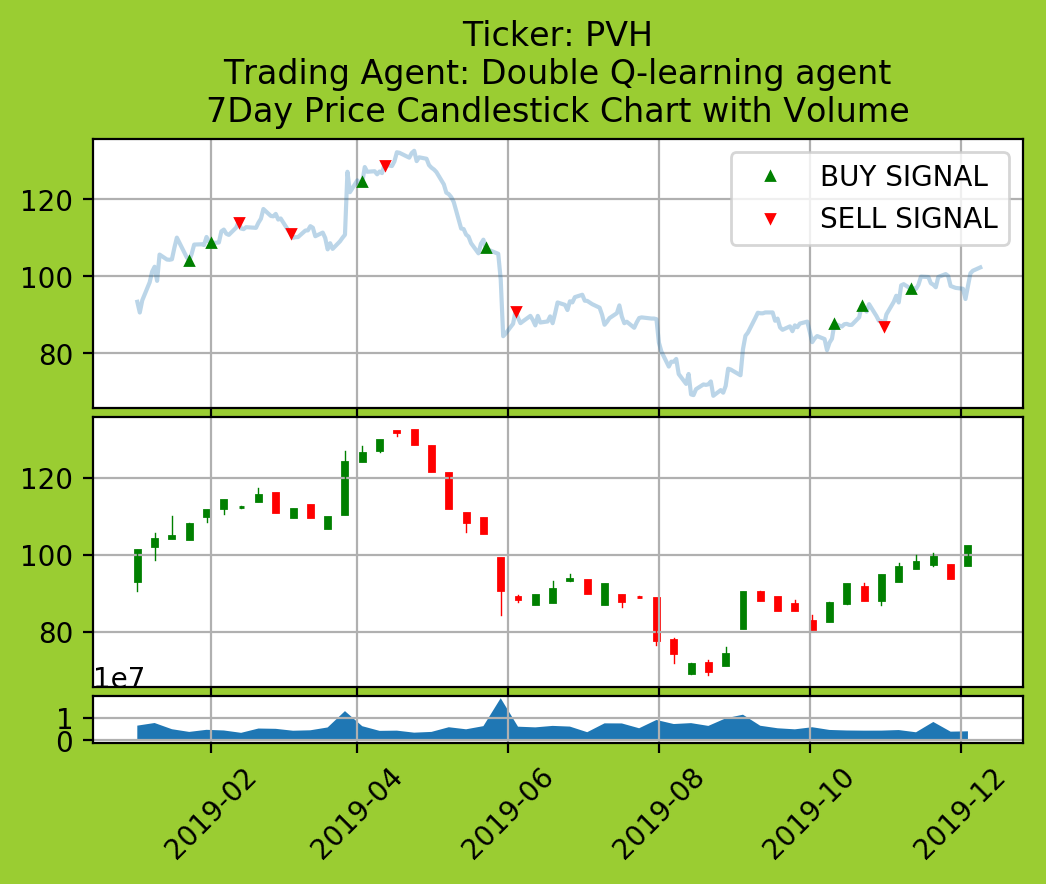 Ticker: PVH
Trading Agent: Double Q-learning agent
7Day Price Candlestick Chart with Volume
BUY SIGNAL
SELL SIGNAL
120
100
80
120
100
80
1e7
1
0
2019-02
2019-04
2019-06
2019-08
2019-10
2019-12